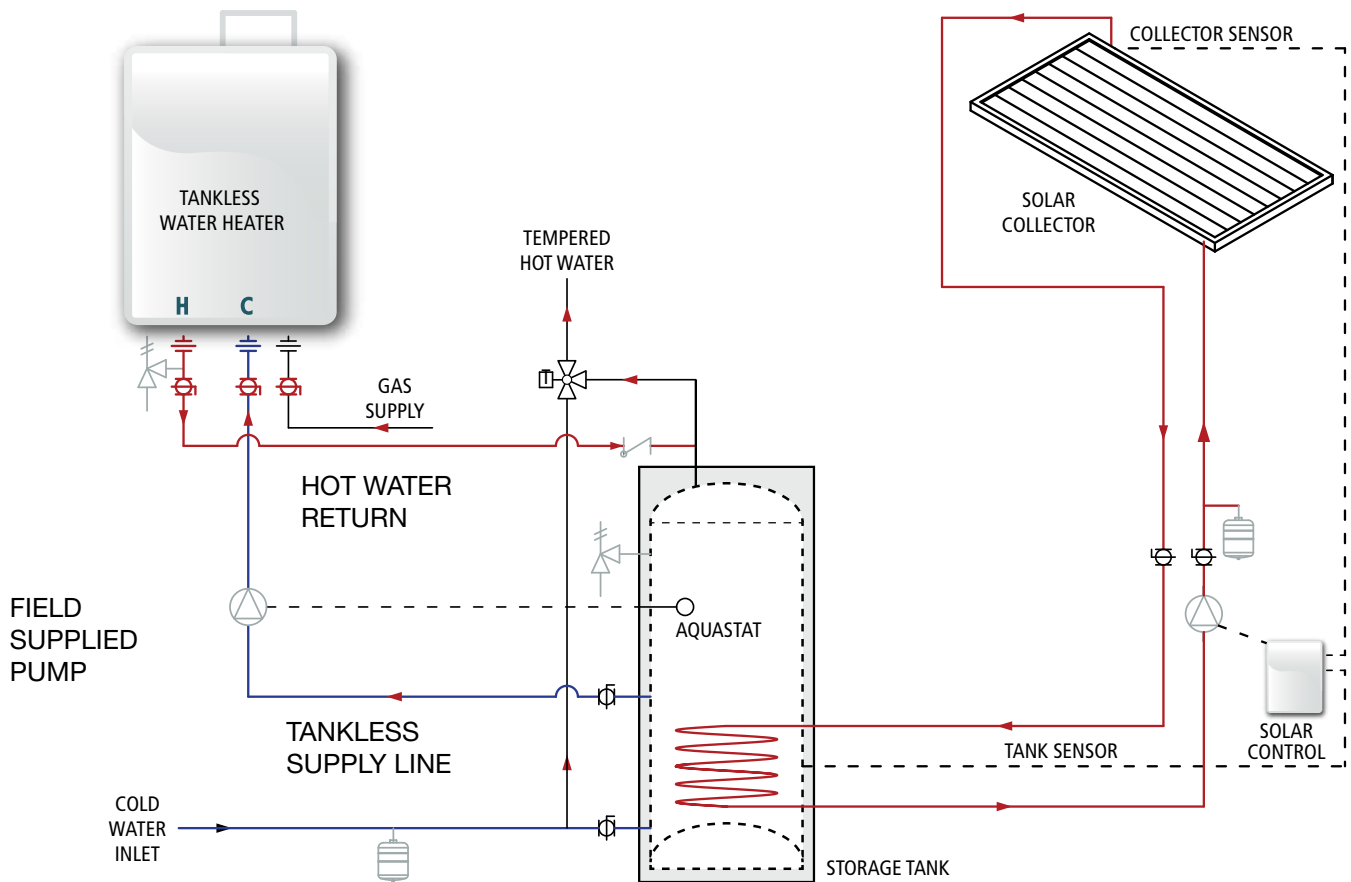 COLLECTOR SENSOR
TANKLESS
WATER HEATER
SOLAR
COLLECTOR
TEMPERED
HOT WATER
H C
GAS
SUPPLY
HOT WATER
RETURN
FIELD
SUPPLIED
PUMP
AQUASTAT
TANKLESS
SUPPLY LINE
TANK SENSOR
SOLAR
CONTROL
COLD
WATER
INLET
STORAGE TANK